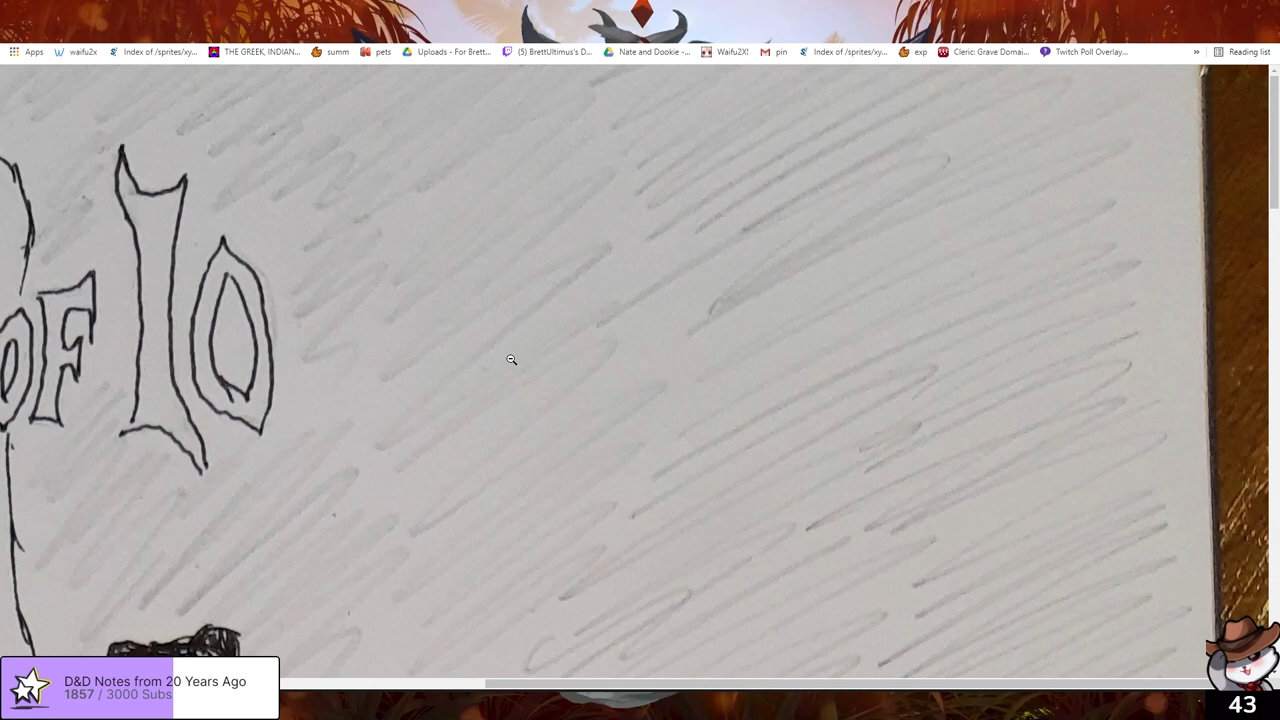 Apps waifu2x Index of /sprites/xy... THE GREEK, INDIAN... summ pets Uploads - For Brett... (5) BrettUltimus's D... Nate and Dookie -... Waifu2X! pin Index of /sprites/xy... exp Cleric: Grave Domai... Twitch Poll Overlay... » Reading list
OF IO
D&D Notes from 20 Years Ago
1857 / 3000 Subs
43